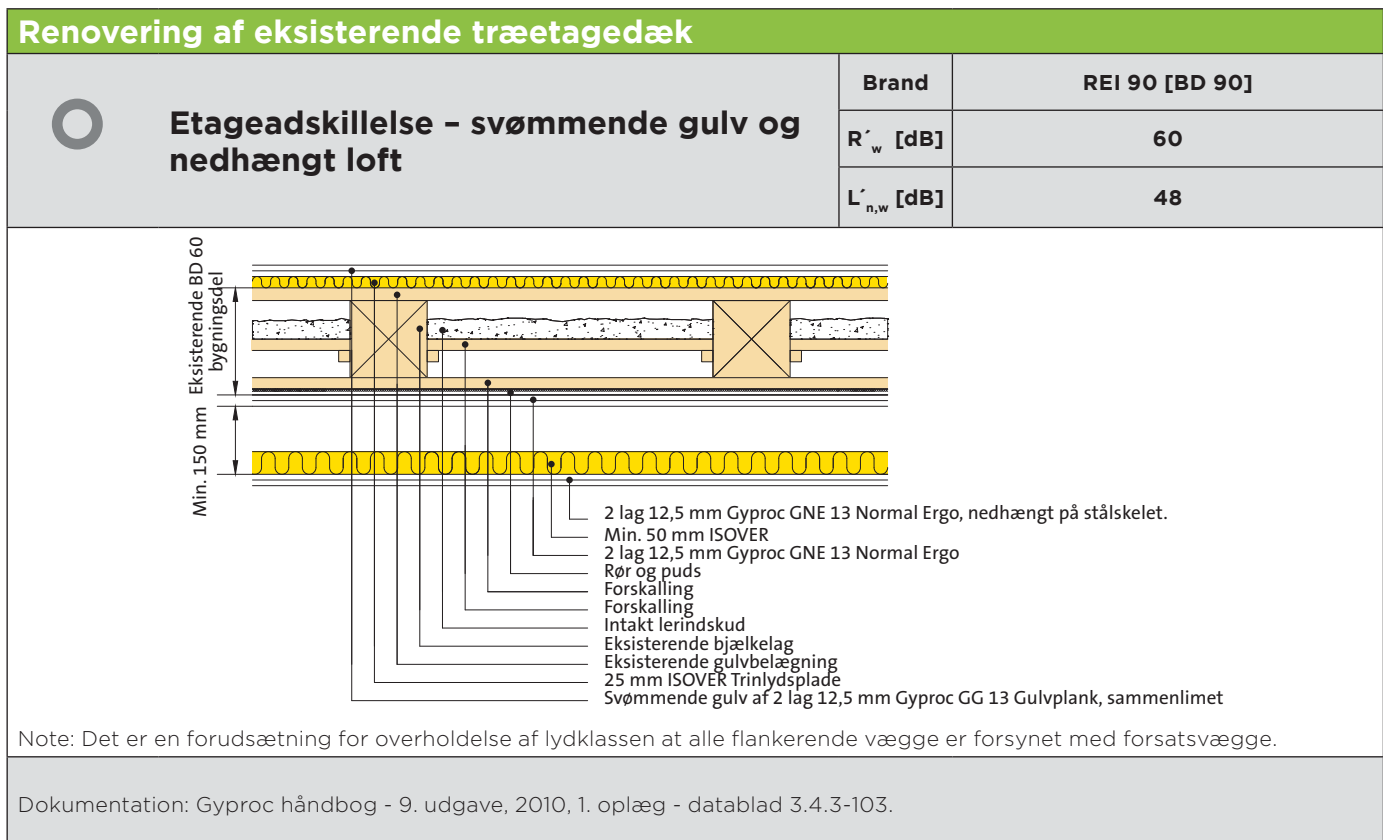 Renovering af eksisterende træetagedæk
Etageadskillelse – svømmende gulv og
nedhængt loft
Brand
REI 90 [BD 90]
R´w [dB]
60
L´n,w [dB]
48
Eksisterende BD 60
bygningsdel
Min. 150 mm
2 lag 12,5 mm Gyproc GNE 13 Normal Ergo, nedhængt på stålskelet.
Min. 50 mm ISOVER
2 lag 12,5 mm Gyproc GNE 13 Normal Ergo
Rør og puds
Forskalling
Forskalling
Intakt lerindskud
Eksisterende bjælkelag
Eksisterende gulvbelægning
25 mm ISOVER Trinlydsplade
Svømmende gulv af 2 lag 12,5 mm Gyproc GG 13 Gulvplank, sammenlimet
Note: Det er en forudsætning for overholdelse af lydklassen at alle flankerende vægge er forsynet med forsatsvægge.
Dokumentation: Gyproc håndbog - 9. udgave, 2010, 1. oplæg - datablad 3.4.3-103.